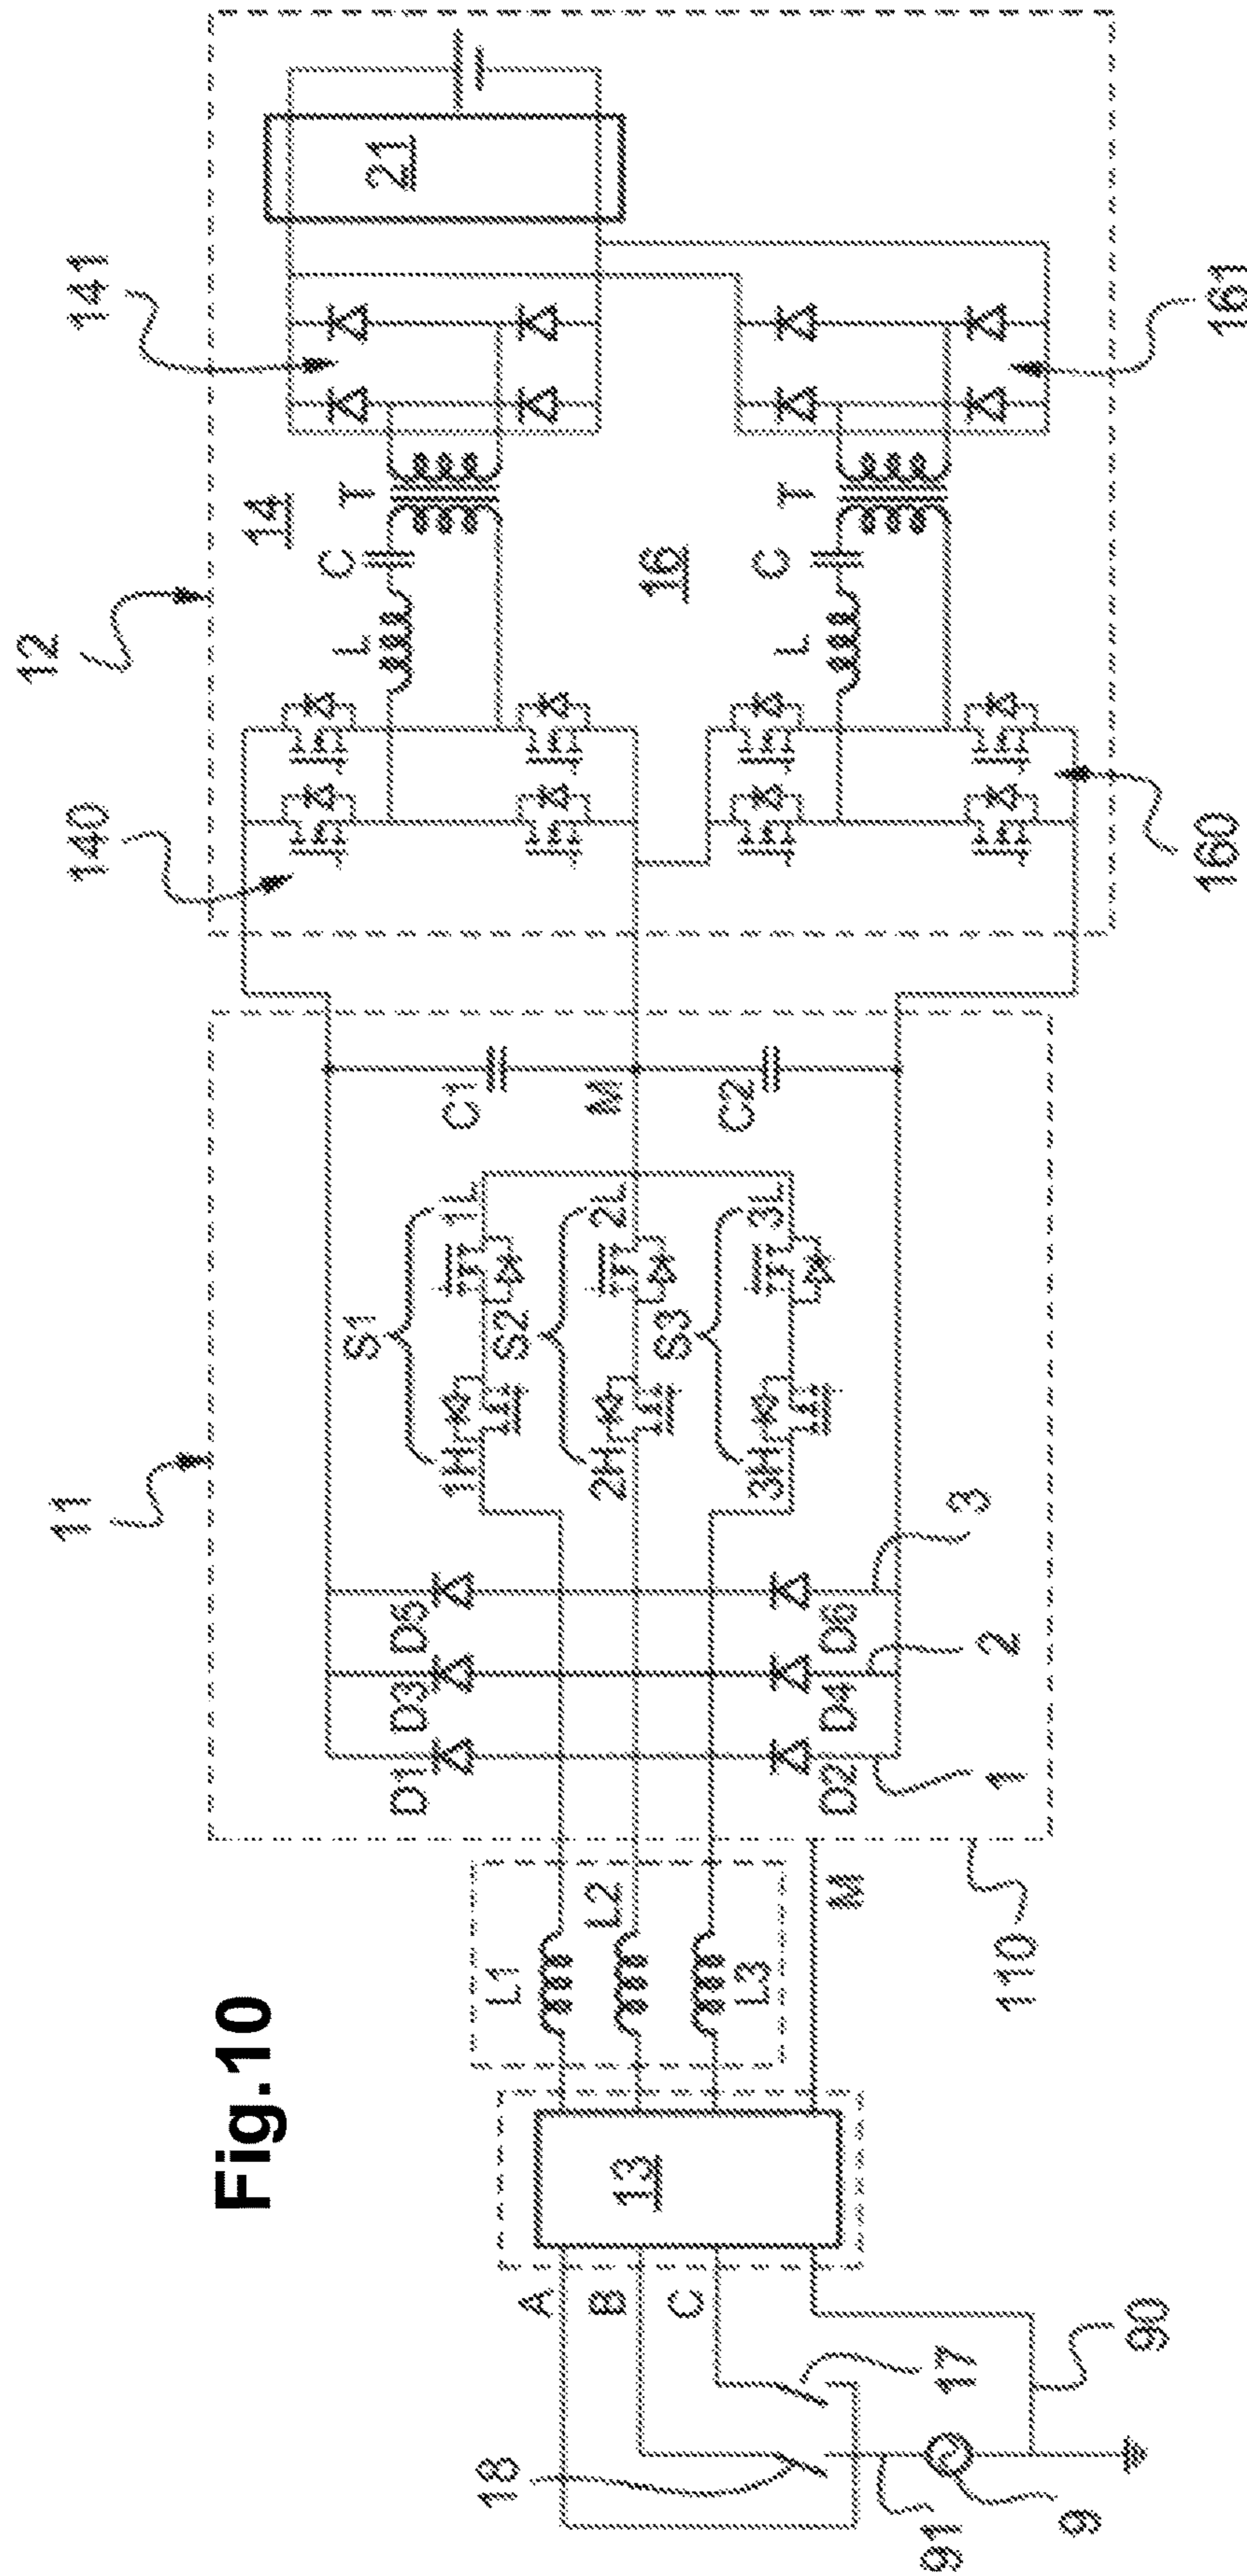 Fig.10
11
12
140
141
14
L
C
T
21
16
L
C
T
160
161
S1
1H
1L
S2
2H
2L
S3
3H
3L
C1
M
C2
D1
D3
D5
D2
D4
D6
1
2
3
L1
L2
L3
M
110
13
A
B
C
18
17
91
9
90